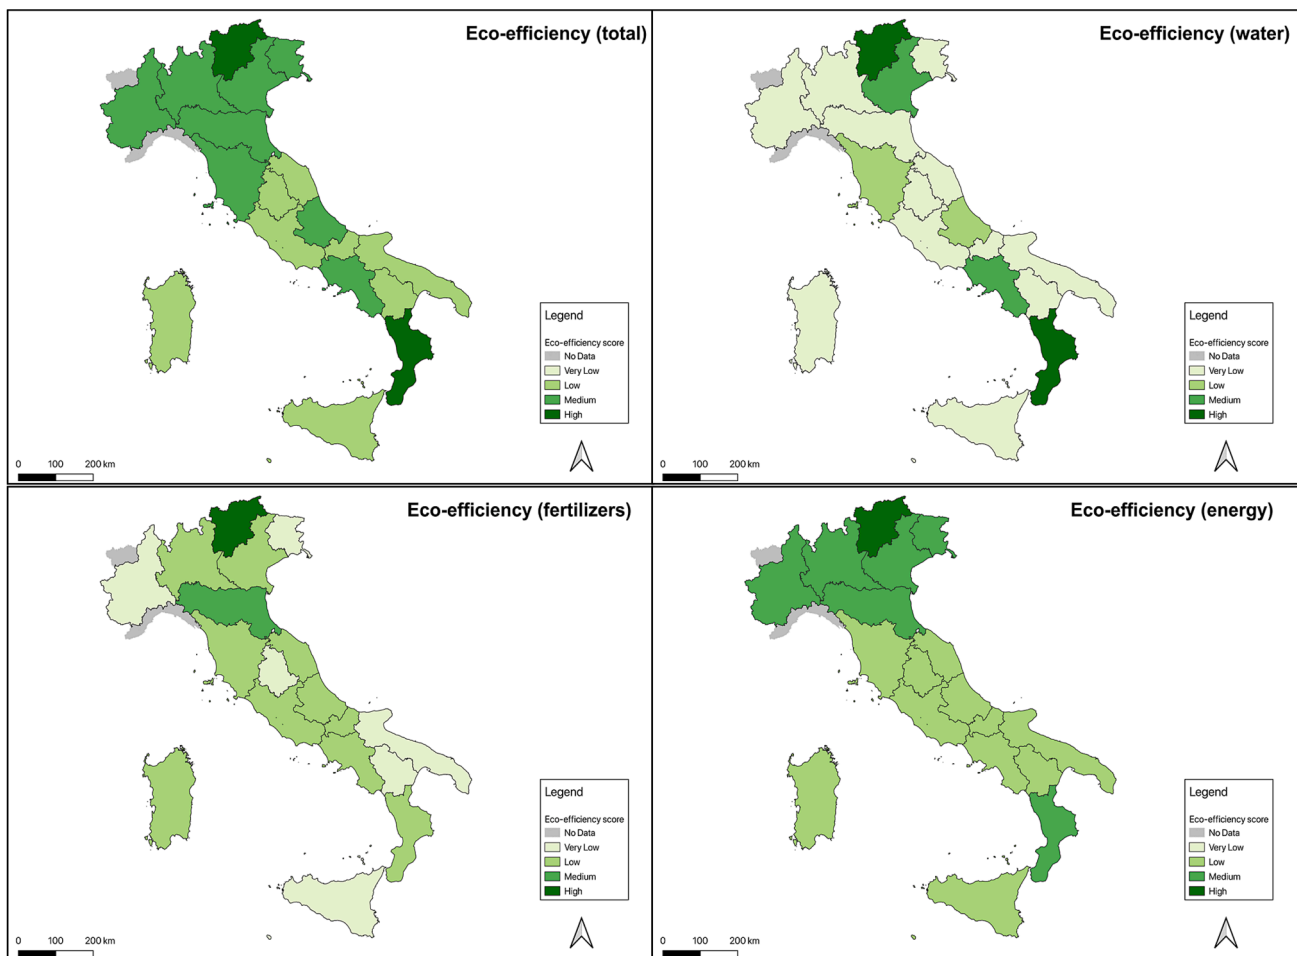 Eco-efficiency (total)
Legend
Eco-efficiency score
No Data
Very Low
Low
Medium
High
0 100 200 km
Eco-efficiency (water)
Legend
Eco-efficiency score
No Data
Very Low
Low
Medium
High
0 100 200 km
Eco-efficiency (fertilizers)
Legend
Eco-efficiency score
No Data
Very Low
Low
Medium
High
0 100 200 km
Eco-efficiency (energy)
Legend
Eco-efficiency score
No Data
Very Low
Low
Medium
High
0 100 200 km